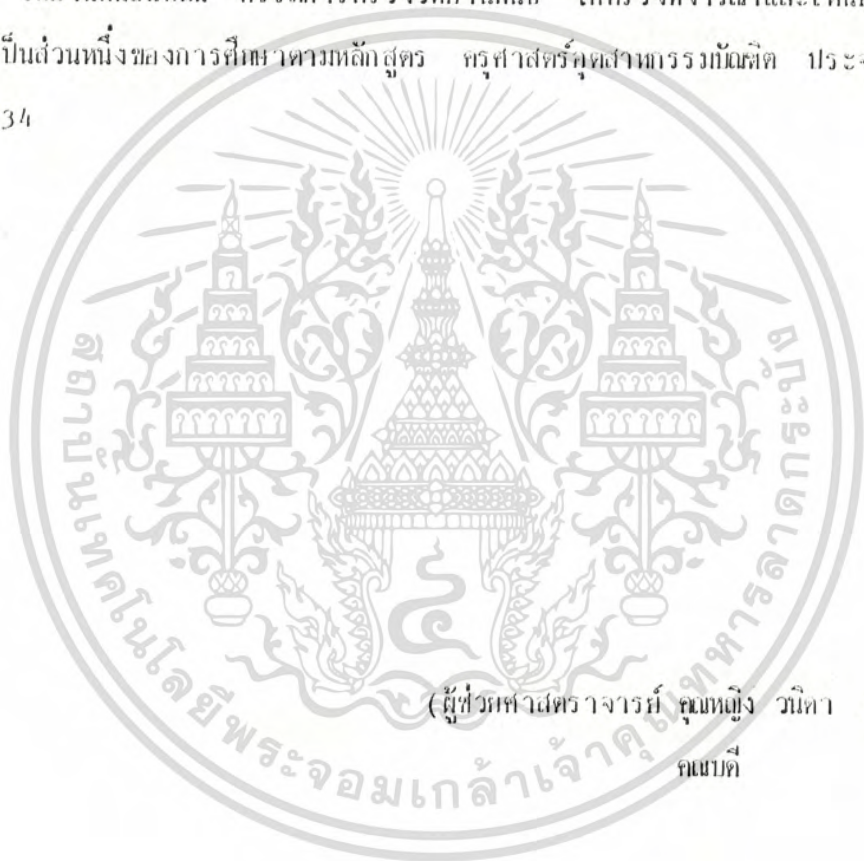 ป็นส่วนหนึ่งของการศึกษาตามหลักสูตร ครุศาสตร์อุตสาหกรรมบัณฑิต ประจ
34
สถาบันเทคโนโลยีพระจอมเกล้าเจ้าคุณทหารลาดกระบัง
(ผู้ช่วยศาสตราจารย์ คุณหญิง วนิดา
คณบดี